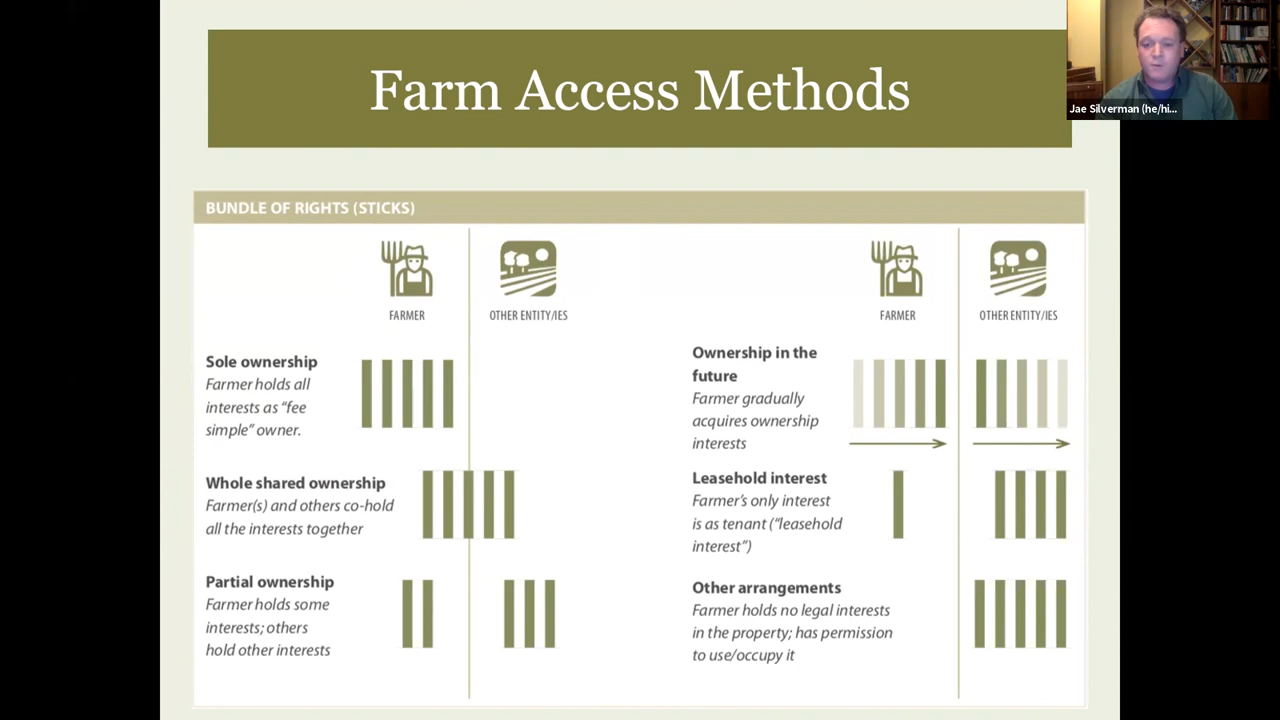 Farm Access Methods
Jae Silverman (he/hi...
BUNDLE OF RIGHTS (STICKS)
FARMER
OTHER ENTITY/IES
Sole ownership
Farmer holds all
interests as “fee
simple” owner.
Whole shared ownership
Farmer(s) and others co-hold
all the interests together
Partial ownership
Farmer holds some
interests; others
hold other interests
FARMER
OTHER ENTITY/IES
Ownership in the
future
Farmer gradually
acquires ownership
interests
Leasehold interest
Farmer’s only interest
is as tenant (“leasehold
interest”)
Other arrangements
Farmer holds no legal interests
in the property; has permission
to use/occupy it